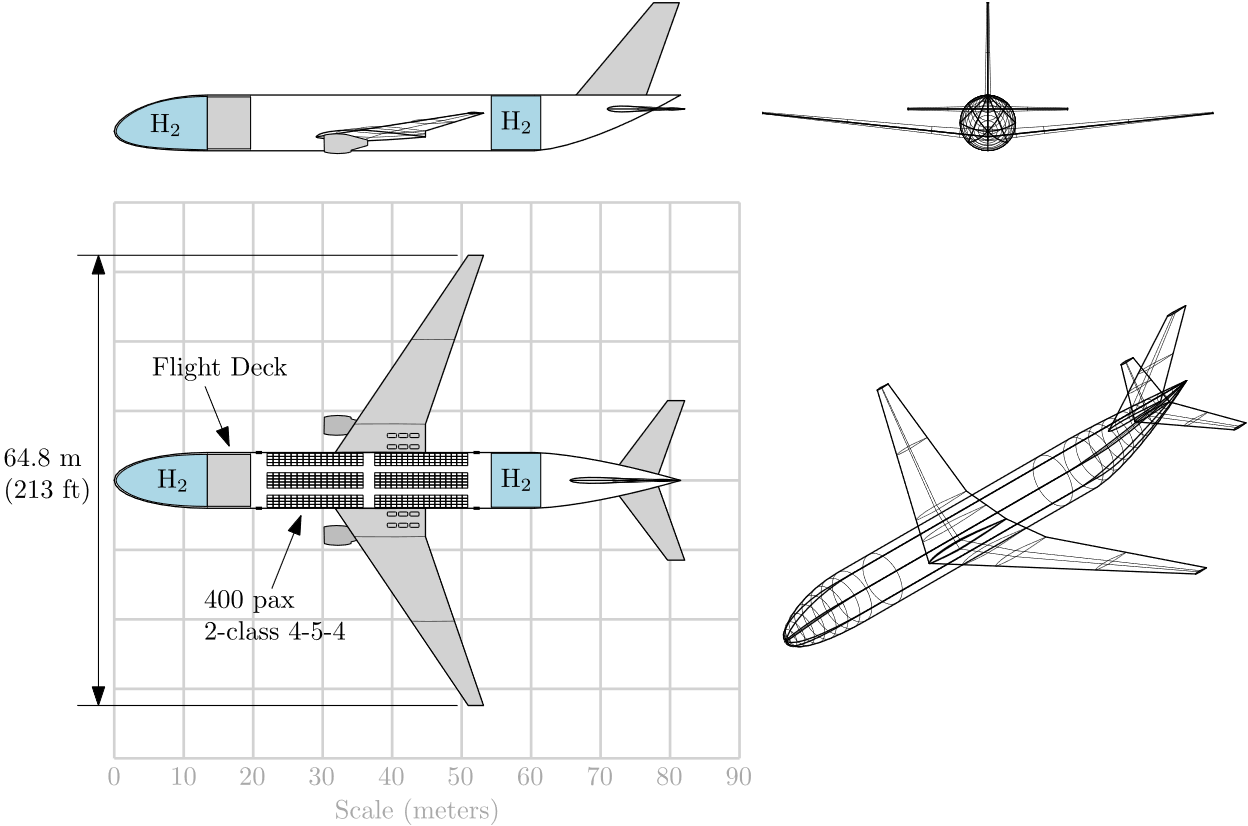 H₂
H₂
Flight Deck
64.8 m
(213 ft)
H₂
H₂
400 pax
2-class 4-5-4
0 10 20 30 40 50 60 70 80 90
Scale (meters)